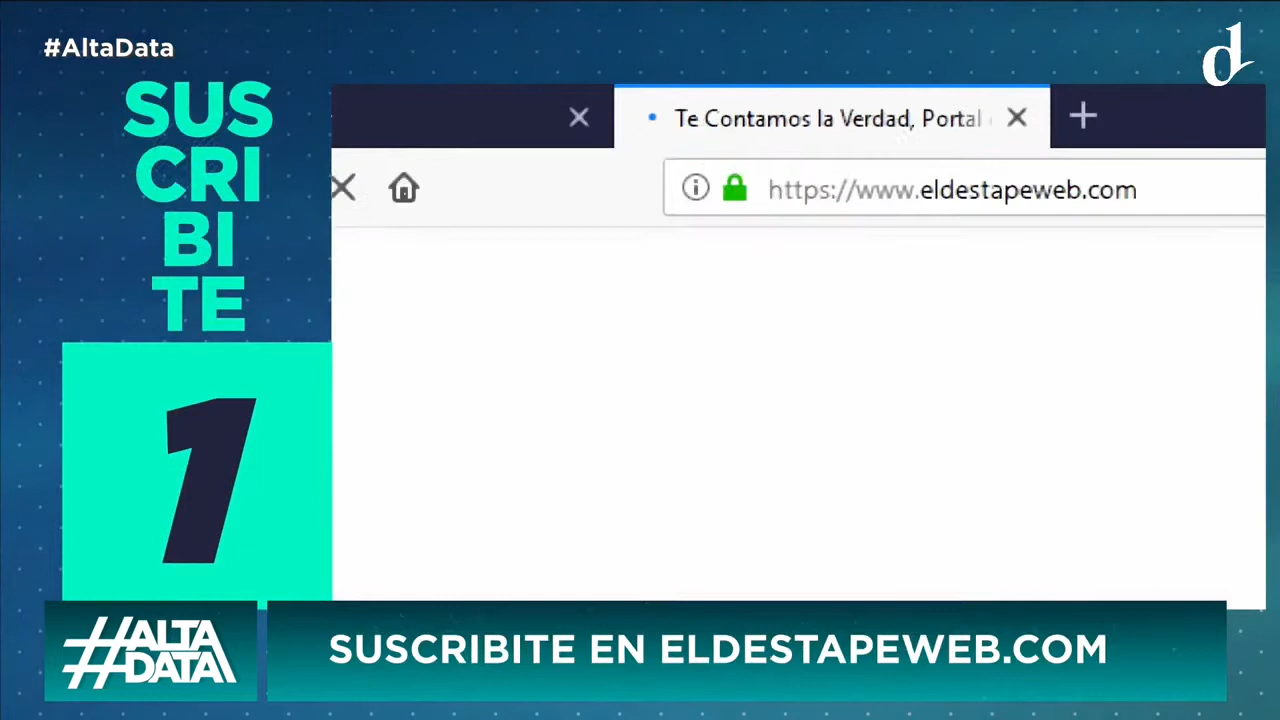 #AltaData
SUS
CRI
BI
TE
1
Te Contamos la Verdad, Portal
https://www.eldestapeweb.com
#ALTA
DATA
SUSCRIBITE EN ELDESTAPEWEB.COM